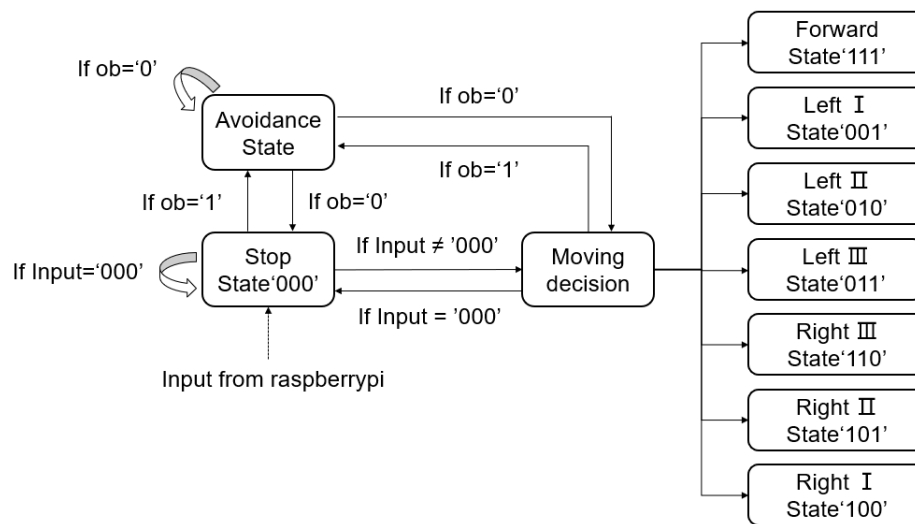 If ob=‘0’
Avoidance
State
If ob=‘0’
If ob=‘1’
If ob=‘1’
If ob=‘0’
If Input=‘000’
Stop
State‘000’
If Input ≠ ’000’
If Input = ’000’
Moving
decision
Input from raspberrypi
Forward
State‘111’
Left Ⅰ
State‘001’
Left Ⅱ
State‘010’
Left Ⅲ
State‘011’
Right Ⅲ
State‘110’
Right Ⅱ
State‘101’
Right Ⅰ
State‘100’